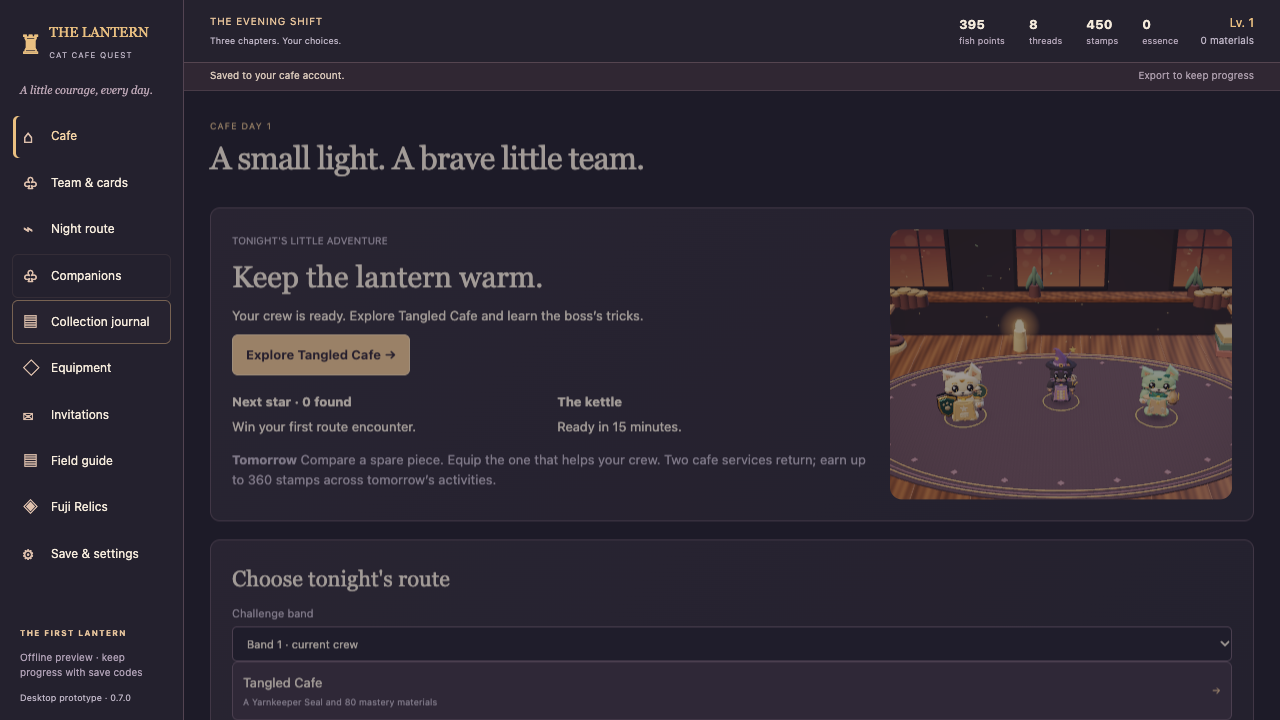 THE LANTERN
CAT CAFE QUEST
A little courage, every day.
Cafe
Team & cards
Night route
Companions
Collection journal
Equipment
Invitations
Field guide
Fuji Relics
Save & settings
THE FIRST LANTERN
Offline preview · keep
progress with save codes
Desktop prototype · 0.7.0
THE EVENING SHIFT
Three chapters. Your choices.
395
fish points
8
threads
450
stamps
0
essence
Lv. 1
0 materials
Saved to your cafe account.
Export to keep progress
CAFE DAY 1
A small light. A brave little team.
TONIGHT'S LITTLE ADVENTURE
Keep the lantern warm.
Your crew is ready. Explore Tangled Cafe and learn the boss’s tricks.
Explore Tangled Cafe →
Next star · 0 found
Win your first route encounter.
The kettle
Ready in 15 minutes.
Tomorrow Compare a spare piece. Equip the one that helps your crew. Two cafe services return; earn up
to 360 stamps across tomorrow’s activities.
Choose tonight's route
Challenge band
Band 1 · current crew
Tangled Cafe
A Yarnkeeper Seal and 80 mastery materials
→